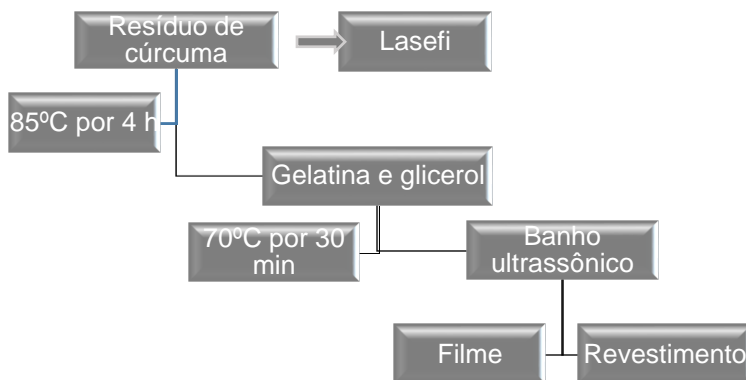 Resíduo de
cúrcuma
Lasefi
85ºC por 4 h
Gelatina e glicerol
70ºC por 30
min
Banho
ultrassônico
Filme
Revestimento